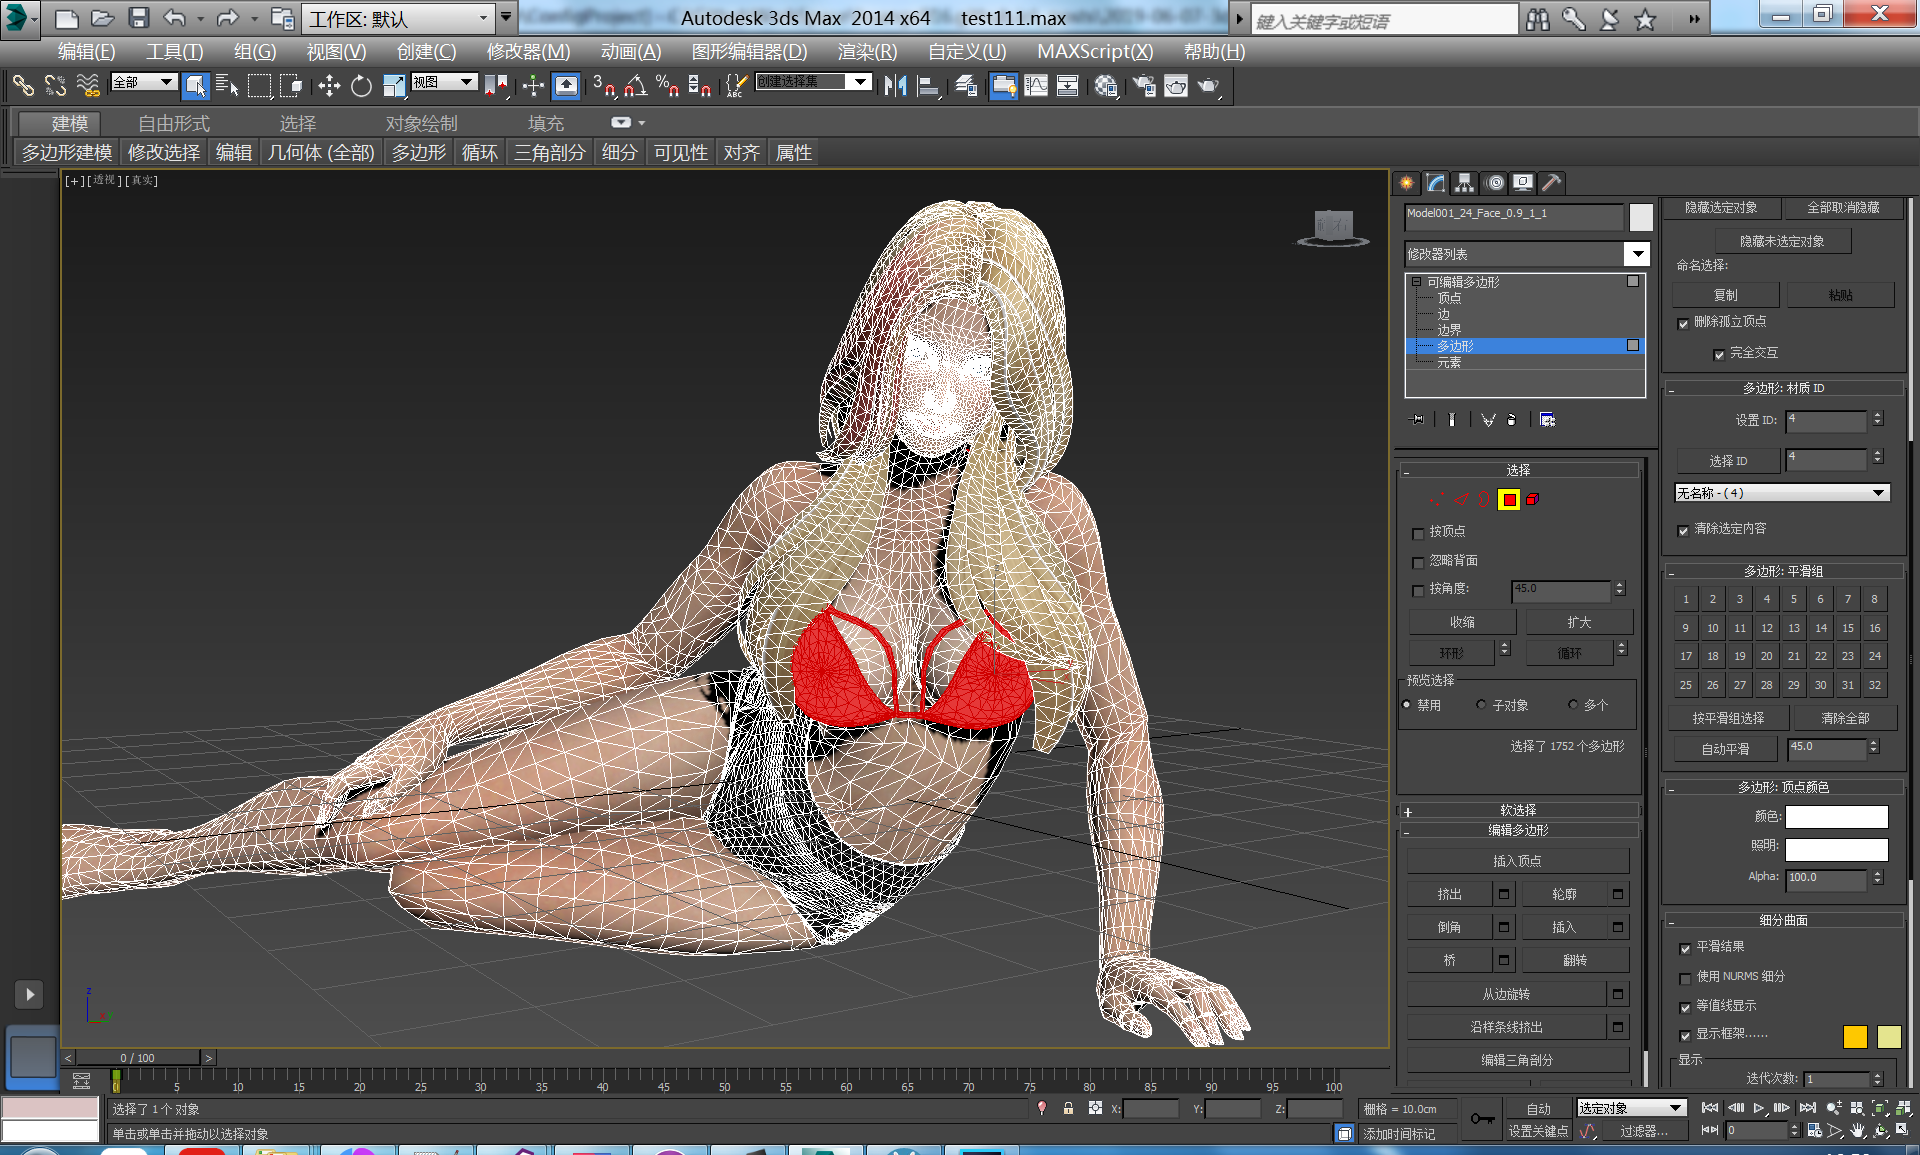 工作区: 默认
Autodesk 3ds Max  2014 x64      test111.max
键入关键字或短语
编辑(E) 工具(T) 组(G) 视图(V) 创建(C) 修改器(M) 动画(A) 图形编辑器(D) 渲染(R) 自定义(U) MAXScript(X) 帮助(H)
全部
视图
3
%
ABC
创建选择集
建模 自由形式 选择 对象绘制 填充
多边形建模 修改选择 编辑 几何体 (全部) 多边形 循环 三角剖分 细分 可见性 对齐 属性
[+][透视][真实]
Model001_24_Face_0.9_1_1
修改器列表
可编辑多边形
顶点
边
边界
多边形
元素
选择
按顶点
忽略背面
按角度: 45.0
收缩 扩大
环形 循环
预览选择
禁用 子对象 多个
选择了 1752 个多边形
软选择
编辑多边形
插入顶点
挤出 轮廓
倒角 插入
桥 翻转
从边旋转
沿样条线挤出
编辑三角剖分
隐藏选定对象 全部取消隐藏
隐藏未选定对象
命名选择:
复制 粘贴
删除孤立顶点
完全交互
多边形: 材质 ID
设置 ID: 4
选择 ID 4
无名称 - ( 4 )
清除选定内容
多边形: 平滑组
1 2 3 4 5 6 7 8
9 10 11 12 13 14 15 16
17 18 19 20 21 22 23 24
25 26 27 28 29 30 31 32
按平滑组选择 清除全部
自动平滑 45.0
多边形: 顶点颜色
颜色:
照明:
Alpha: 100.0
细分曲面
平滑结果
使用 NURMS 细分
等值线显示
显示框架......
显示
迭代次数: 1
z
< 0 / 100 >
0 5 10 15 20 25 30 35 40 45 50 55 60 65 70 75 80 85 90 95 100
选择了 1 个 对象
X: Y: Z: 栅格 = 10.0cm
自动 选定对象
单击或单击并拖动以选择对象
添加时间标记
设置关键点 过滤器...
0